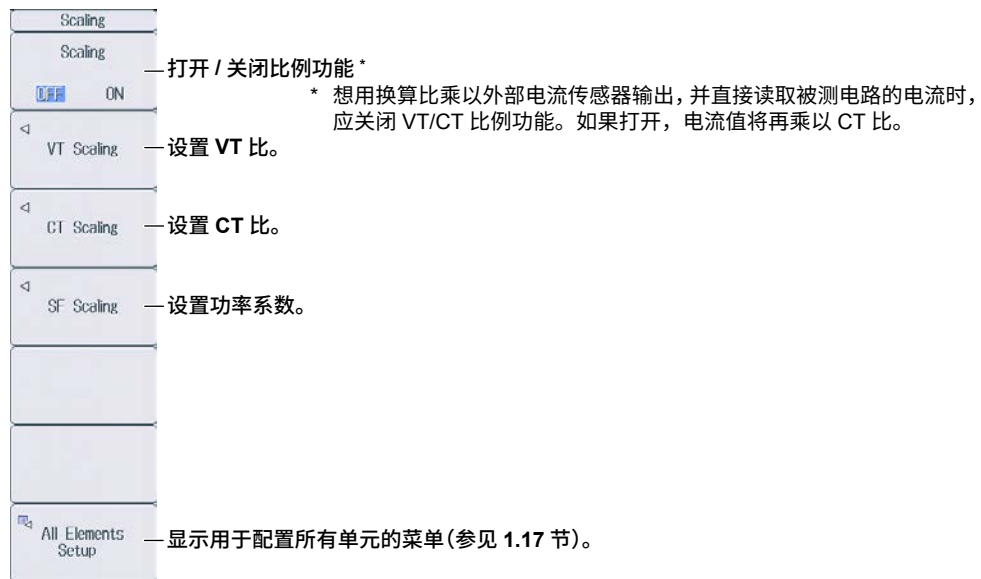 Scaling
Scaling
OFF ON
打开 / 关闭比例功能 *
* 想用换算比乘以外部电流传感器输出，并直接读取被测电路的电流时，
应关闭 VT/CT 比例功能。如果打开，电流值将再乘以 CT 比。
VT Scaling
设置 VT 比。
CT Scaling
设置 CT 比。
SF Scaling
设置功率系数。
All Elements
Setup
显示用于配置所有单元的菜单（参见 1.17 节）。